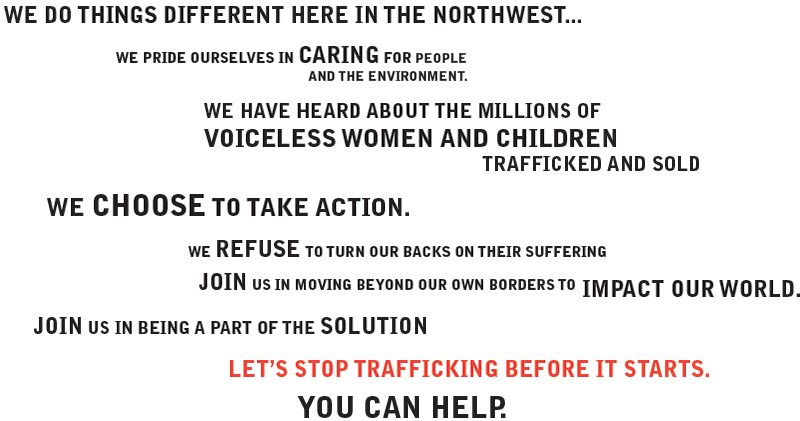 WE DO THINGS DIFFERENT HERE IN THE NORTHWEST...
WE PRIDE OURSELVES IN CARING FOR PEOPLE
AND THE ENVIRONMENT.
WE HAVE HEARD ABOUT THE MILLIONS OF
VOICELESS WOMEN AND CHILDREN
TRAFFICKED AND SOLD
WE CHOOSE TO TAKE ACTION.
WE REFUSE TO TURN OUR BACKS ON THEIR SUFFERING
JOIN US IN MOVING BEYOND OUR OWN BORDERS TO IMPACT OUR WORLD.
JOIN US IN BEING A PART OF THE SOLUTION
LET'S STOP TRAFFICKING BEFORE IT STARTS.
YOU CAN HELP.